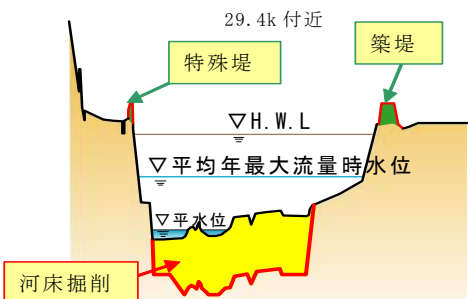 29.4k 付近
特殊堤
築堤
▽H.W.L
▽平均年最大流量時水位
▽平水位
河床掘削